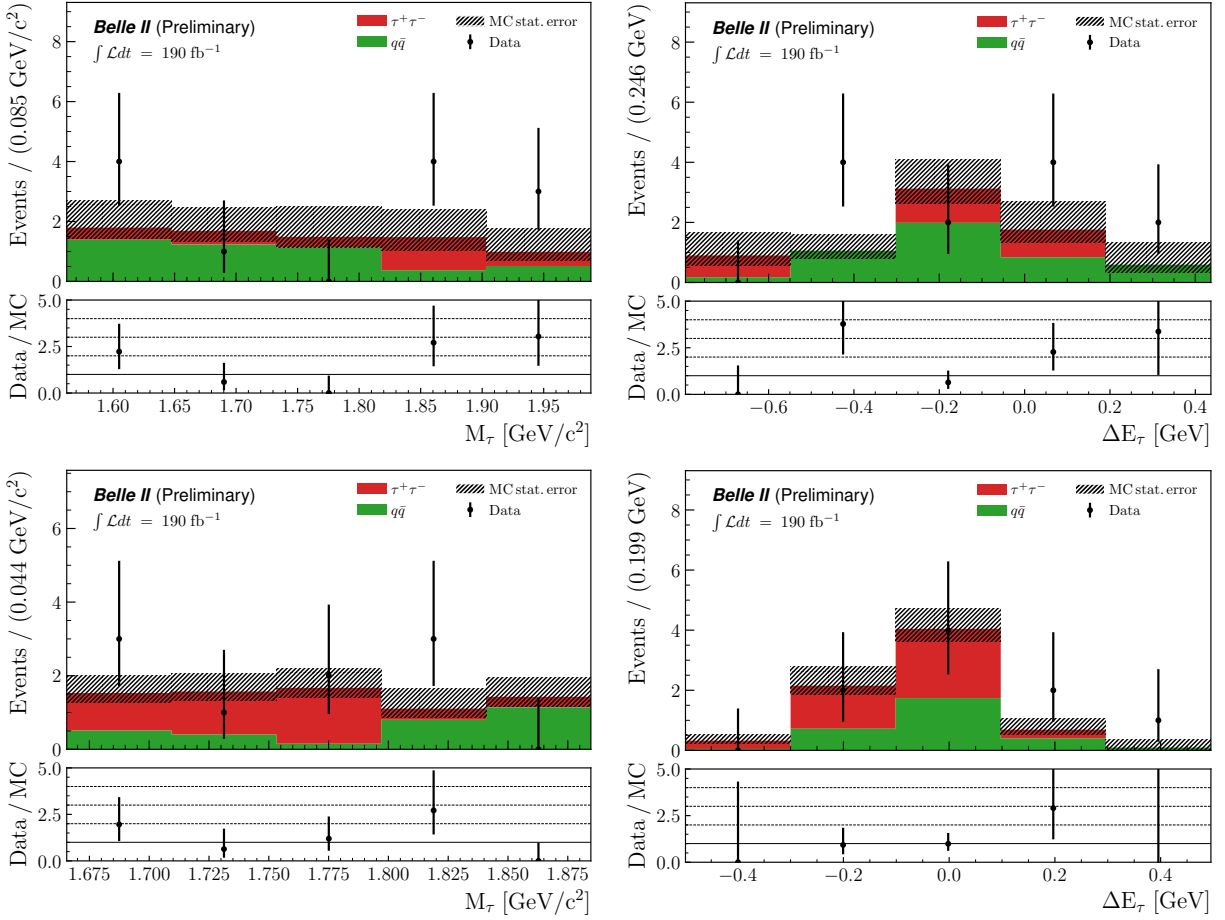 Belle II (Preliminary)
∫ ℒdt = 190 fb⁻¹
τ⁺τ⁻
qq̄
MC stat. error
Data
Events / (0.085 GeV/c²)
8
6
4
2
0
Data / MC
5.0
2.5
0.0
1.60 1.65 1.70 1.75 1.80 1.85 1.90 1.95
M_τ [GeV/c²]
Belle II (Preliminary)
∫ ℒdt = 190 fb⁻¹
τ⁺τ⁻
qq̄
MC stat. error
Data
Events / (0.246 GeV)
8
6
4
2
0
Data / MC
5.0
2.5
0.0
−0.6 −0.4 −0.2 0.0 0.2 0.4
ΔE_τ [GeV]
Belle II (Preliminary)
∫ ℒdt = 190 fb⁻¹
τ⁺τ⁻
qq̄
MC stat. error
Data
Events / (0.044 GeV/c²)
6
4
2
0
Data / MC
5.0
2.5
0.0
1.675 1.700 1.725 1.750 1.775 1.800 1.825 1.850 1.875
M_τ [GeV/c²]
Belle II (Preliminary)
∫ ℒdt = 190 fb⁻¹
τ⁺τ⁻
qq̄
MC stat. error
Data
Events / (0.199 GeV)
8
6
4
2
0
Data / MC
5.0
2.5
0.0
−0.4 −0.2 0.0 0.2 0.4
ΔE_τ [GeV]